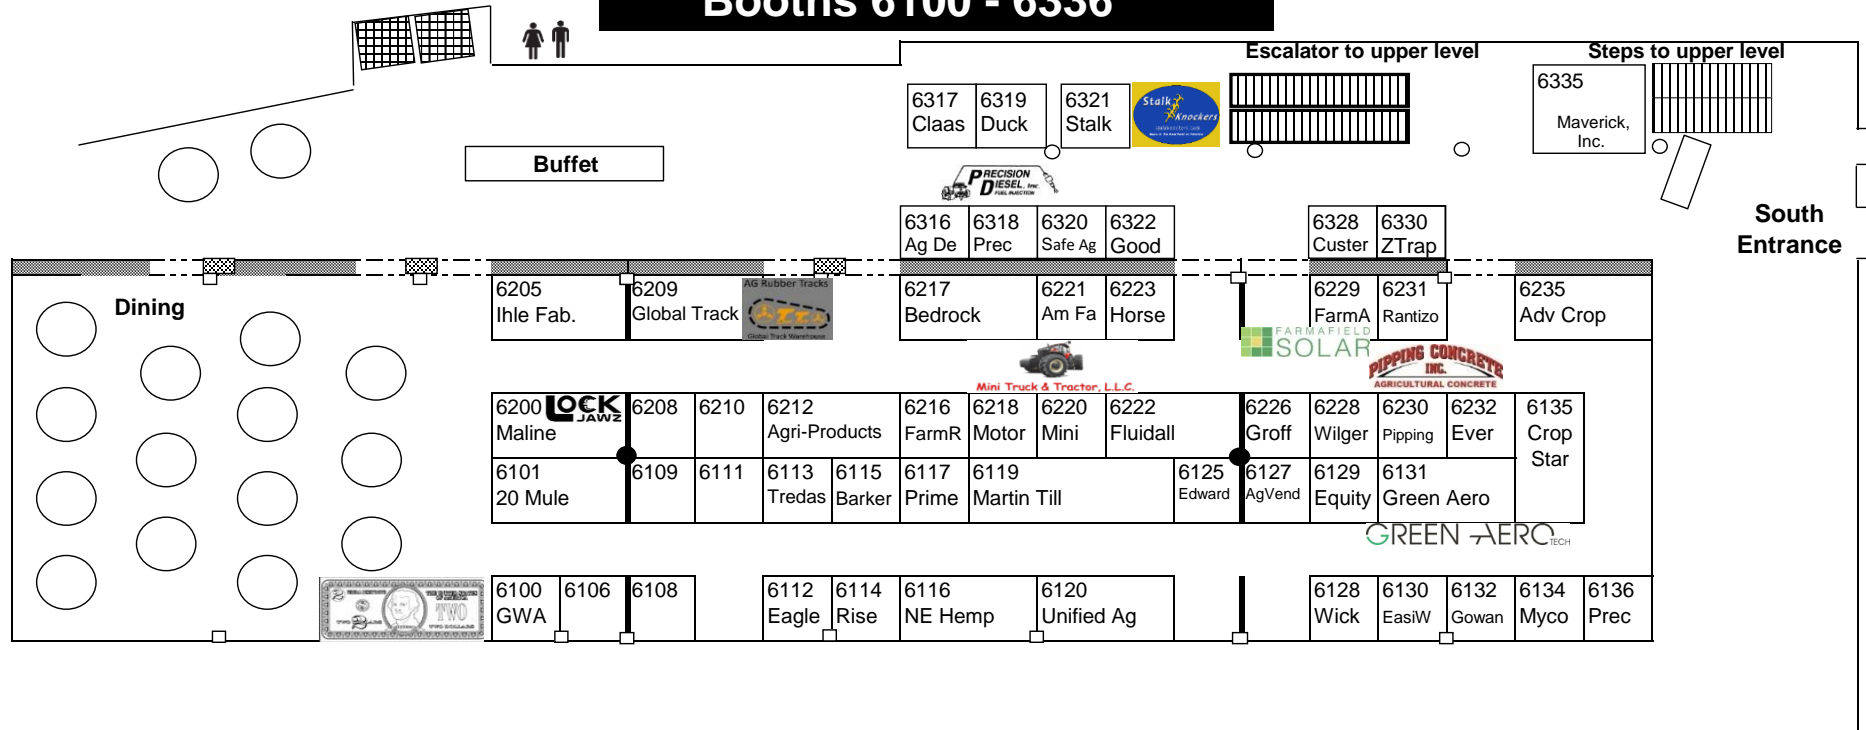 Booths 6100 - 6336
Escalator to upper level
Steps to upper level
6317
Claas
6319
Duck
6321
Stalk
Stalk
Knockers
6335
Maverick,
Inc.
Buffet
PRECISION
DIESEL, Inc.
FUEL INJECTION
South
Entrance
6316
Ag De
6318
Prec
6320
Safe Ag
6322
Good
6328
Custer
6330
ZTrap
Dining
6205
Ihle Fab.
6209
Global Track
AG Rubber Tracks
Global Track Warehouse
6217
Bedrock
6221
Am Fa
6223
Horse
6229
FarmA
6231
Rantizo
6235
Adv Crop
FARMAFIELD
SOLAR
Mini Truck & Tractor, L.L.C.
PIPPING CONCRETE
INC.
AGRICULTURAL CONCRETE
6200
Maline
LOCK
JAWZ
6208
6210
6212
Agri-Products
6216
FarmR
6218
Motor
6220
Mini
6222
Fluidall
6226
Groff
6228
Wilger
6230
Pipping
6232
Ever
6135
Crop
Star
6101
20 Mule
6109
6111
6113
Tredas
6115
Barker
6117
Prime
6119
Martin Till
6125
Edward
6127
AgVend
6129
Equity
6131
Green Aero
GREEN AERO
TECH
6100
GWA
6106
6108
6112
Eagle
6114
Rise
6116
NE Hemp
6120
Unified Ag
6128
Wick
6130
EasiW
6132
Gowan
6134
Myco
6136
Prec
TWO